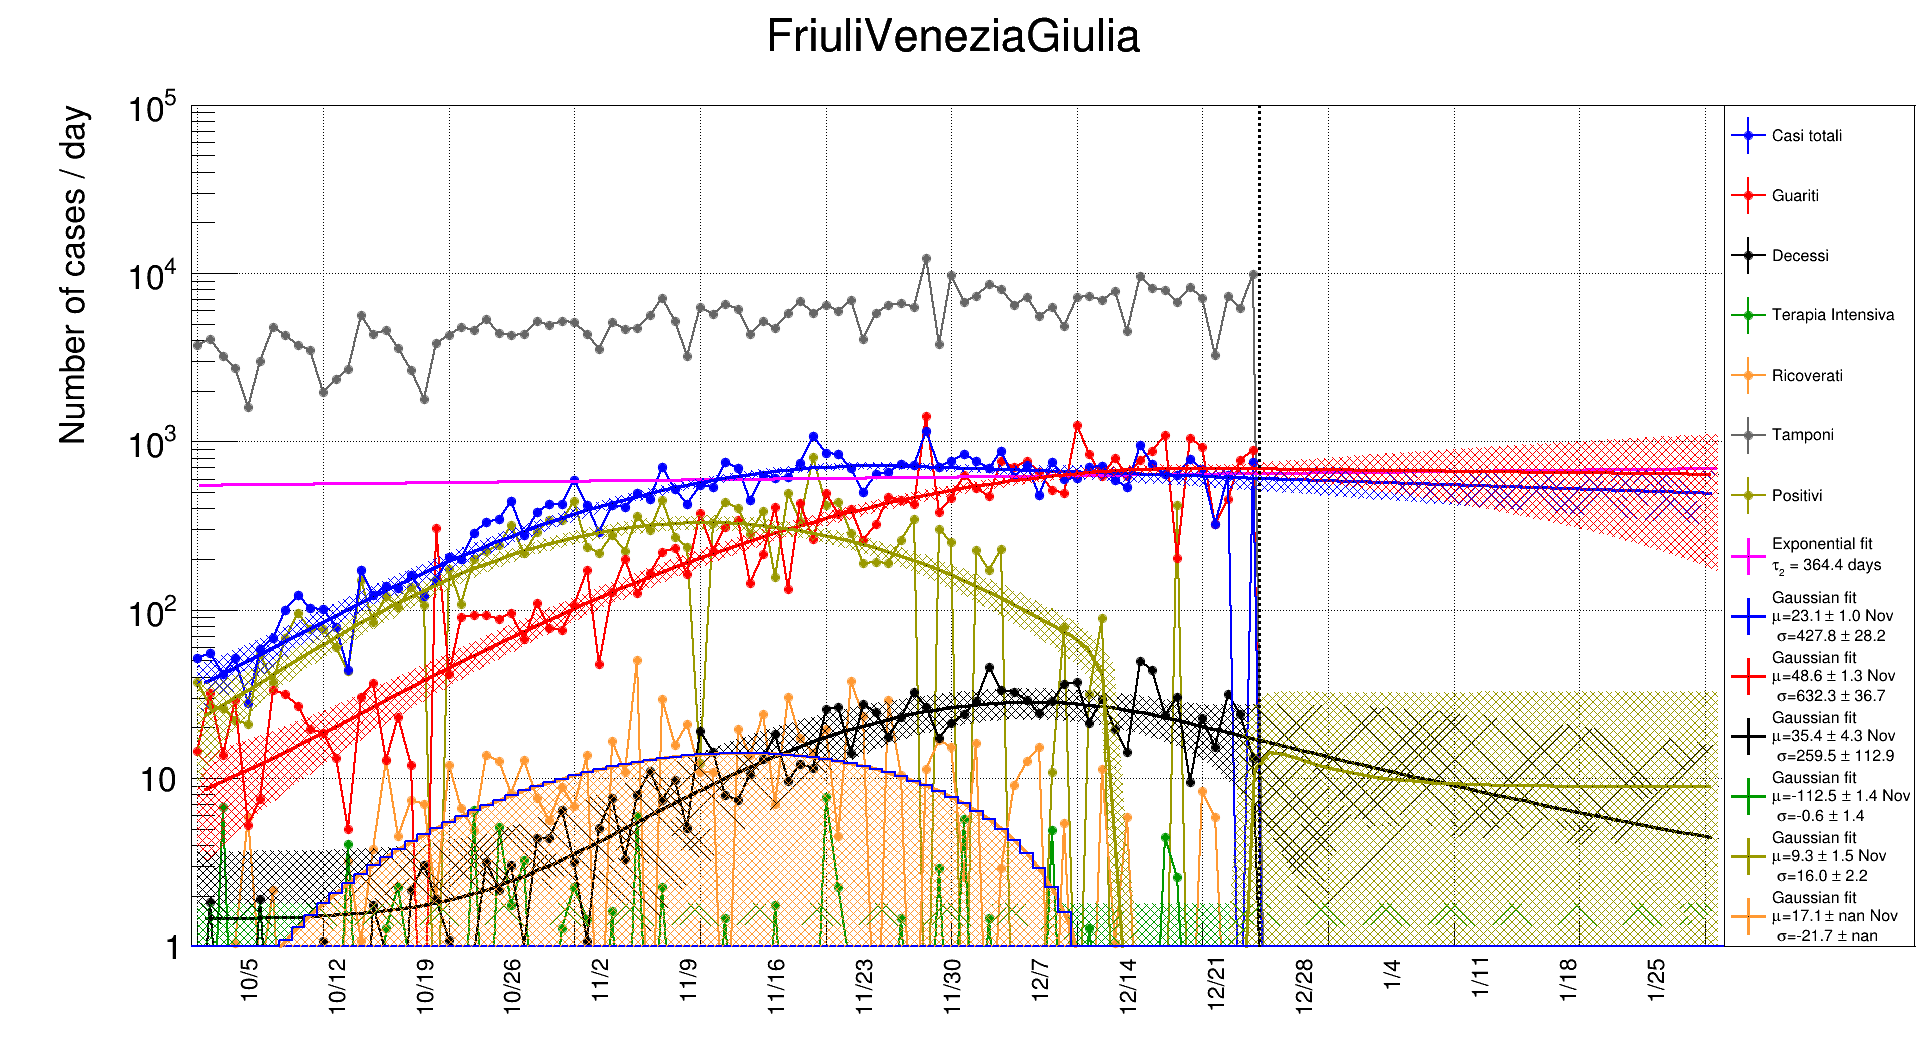 FriuliVeneziaGiulia
Number of cases / day
10^5
10^4
10^3
10^2
10
1
10/5
10/12
10/19
10/26
11/2
11/9
11/16
11/23
11/30
12/7
12/14
12/21
12/28
1/4
1/11
1/18
1/25
Casi totali
Guariti
Decessi
Terapia Intensiva
Ricoverati
Tamponi
Positivi
Exponential fit
τ₂ = 364.4 days
Gaussian fit
μ=23.1 ± 1.0 Nov
σ=427.8 ± 28.2
Gaussian fit
μ=48.6 ± 1.3 Nov
σ=632.3 ± 36.7
Gaussian fit
μ=35.4 ± 4.3 Nov
σ=259.5 ± 112.9
Gaussian fit
μ=-112.5 ± 1.4 Nov
σ=-0.6 ± 1.4
Gaussian fit
μ=9.3 ± 1.5 Nov
σ=16.0 ± 2.2
Gaussian fit
μ=17.1 ± nan Nov
σ=-21.7 ± nan